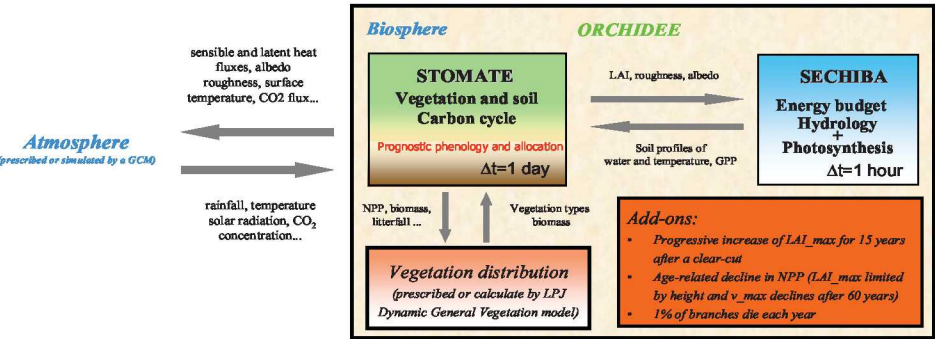 Biosphere
ORCHIDEE
sensible and latent heat
fluxes, albedo
roughness, surface
temperature, CO2 flux...
Atmosphere
(prescribed or simulated by a GCM)
rainfall, temperature
solar radiation, CO2
concentration...
STOMATE
Vegetation and soil
Carbon cycle
Prognostic phenology and allocation
Δt=1 day
LAI, roughness, albedo
Soil profiles of
water and temperature, GPP
SECHIBA
Energy budget
Hydrology
+
Photosynthesis
Δt=1 hour
NPP, biomass,
litterfall ...
Vegetation types
biomass
Vegetation distribution
(prescribed or calculate by LPJ
Dynamic General Vegetation model)
Add-ons:
• Progressive increase of LAI_max for 15 years
after a clear-cut
• Age-related decline in NPP (LAI_max limited
by height and v_max declines after 60 years)
• 1% of branches die each year